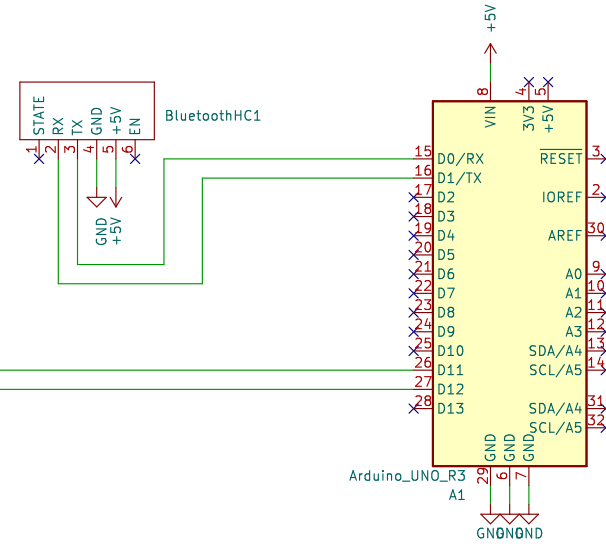 +5V
BluetoothHC1
STATE
RX
TX
GND
+5V
EN
1
2
3
4
5
6
GND
+5V
8
4
5
VIN
3V3
+5V
15 D0/RX
16 D1/TX
17 D2
18 D3
19 D4
20 D5
21 D6
22 D7
23 D8
24 D9
25 D10
26 D11
27 D12
28 D13
RESET 3
IOREF 2
AREF 30
A0 9
A1 10
A2 11
A3 12
SDA/A4 13
SCL/A5 14
SDA/A4 31
SCL/A5 32
GND
GND
GND
29
6
7
Arduino_UNO_R3
A1
GND
GND
GND